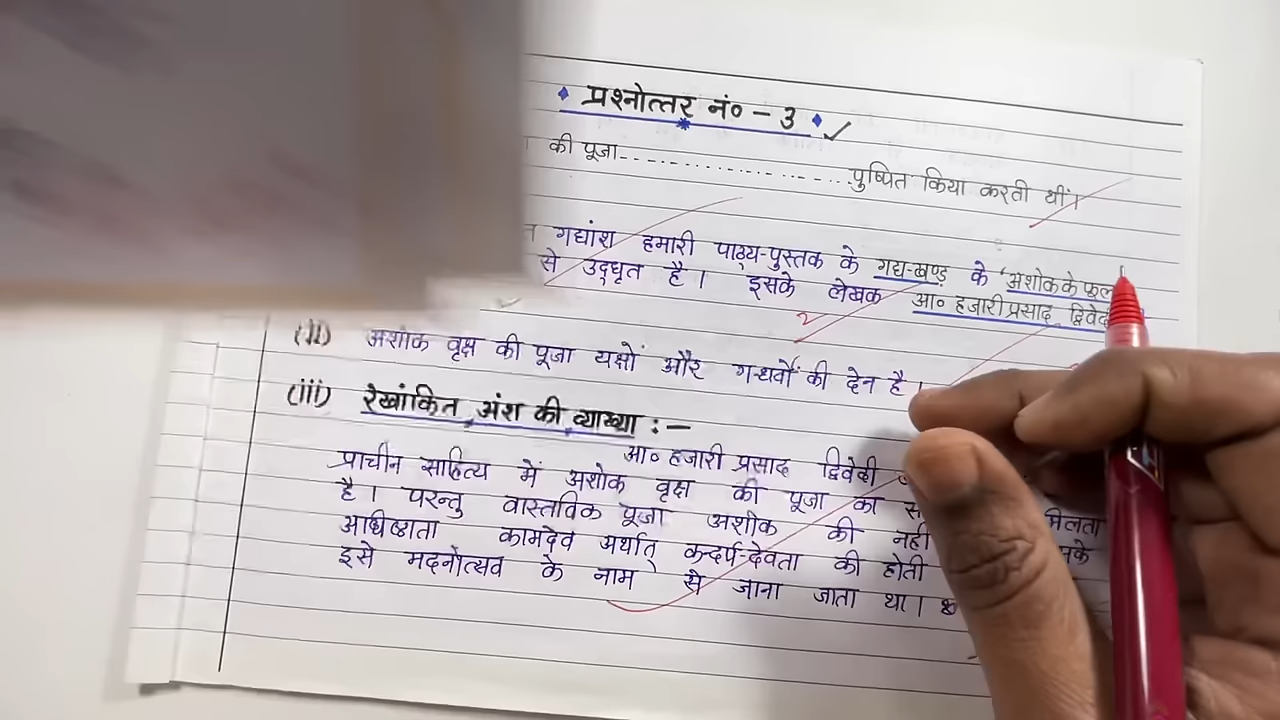 प्रश्नोत्तर नं० - 3
की पूजा.....................पुष्पित किया करती थीं।
गद्यांश हमारी पाठ्य-पुस्तक के गद्य-खण्ड के 'अशोक के फूल
से उद्धृत है। इसके लेखक आ० हजारी प्रसाद द्विवेदी
2
(ii) अशोक वृक्ष की पूजा यक्षों और गन्धर्वों की देन है।
(iii) रेखांकित अंश की व्याख्या :-
आ० हजारी प्रसाद द्विवेदी
प्राचीन साहित्य में अशोक वृक्ष की पूजा का मिलता
है। परन्तु वास्तविक पूजा अशोक की नहीं
अधिष्ठाता कामदेव अर्थात् कन्दर्प-देवता की होती
इसे मदनोत्सव के नाम से जाना जाता था।